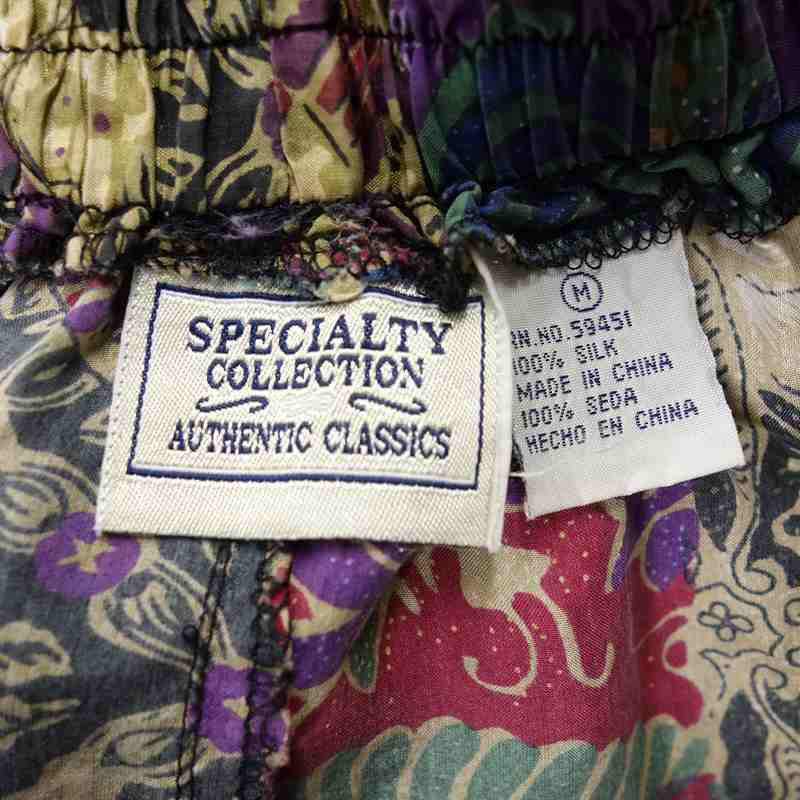 SPECIALTY
COLLECTION
AUTHENTIC CLASSICS
M
RN.NO.59451
100% SILK
MADE IN CHINA
100% SEDA
HECHO EN CHINA